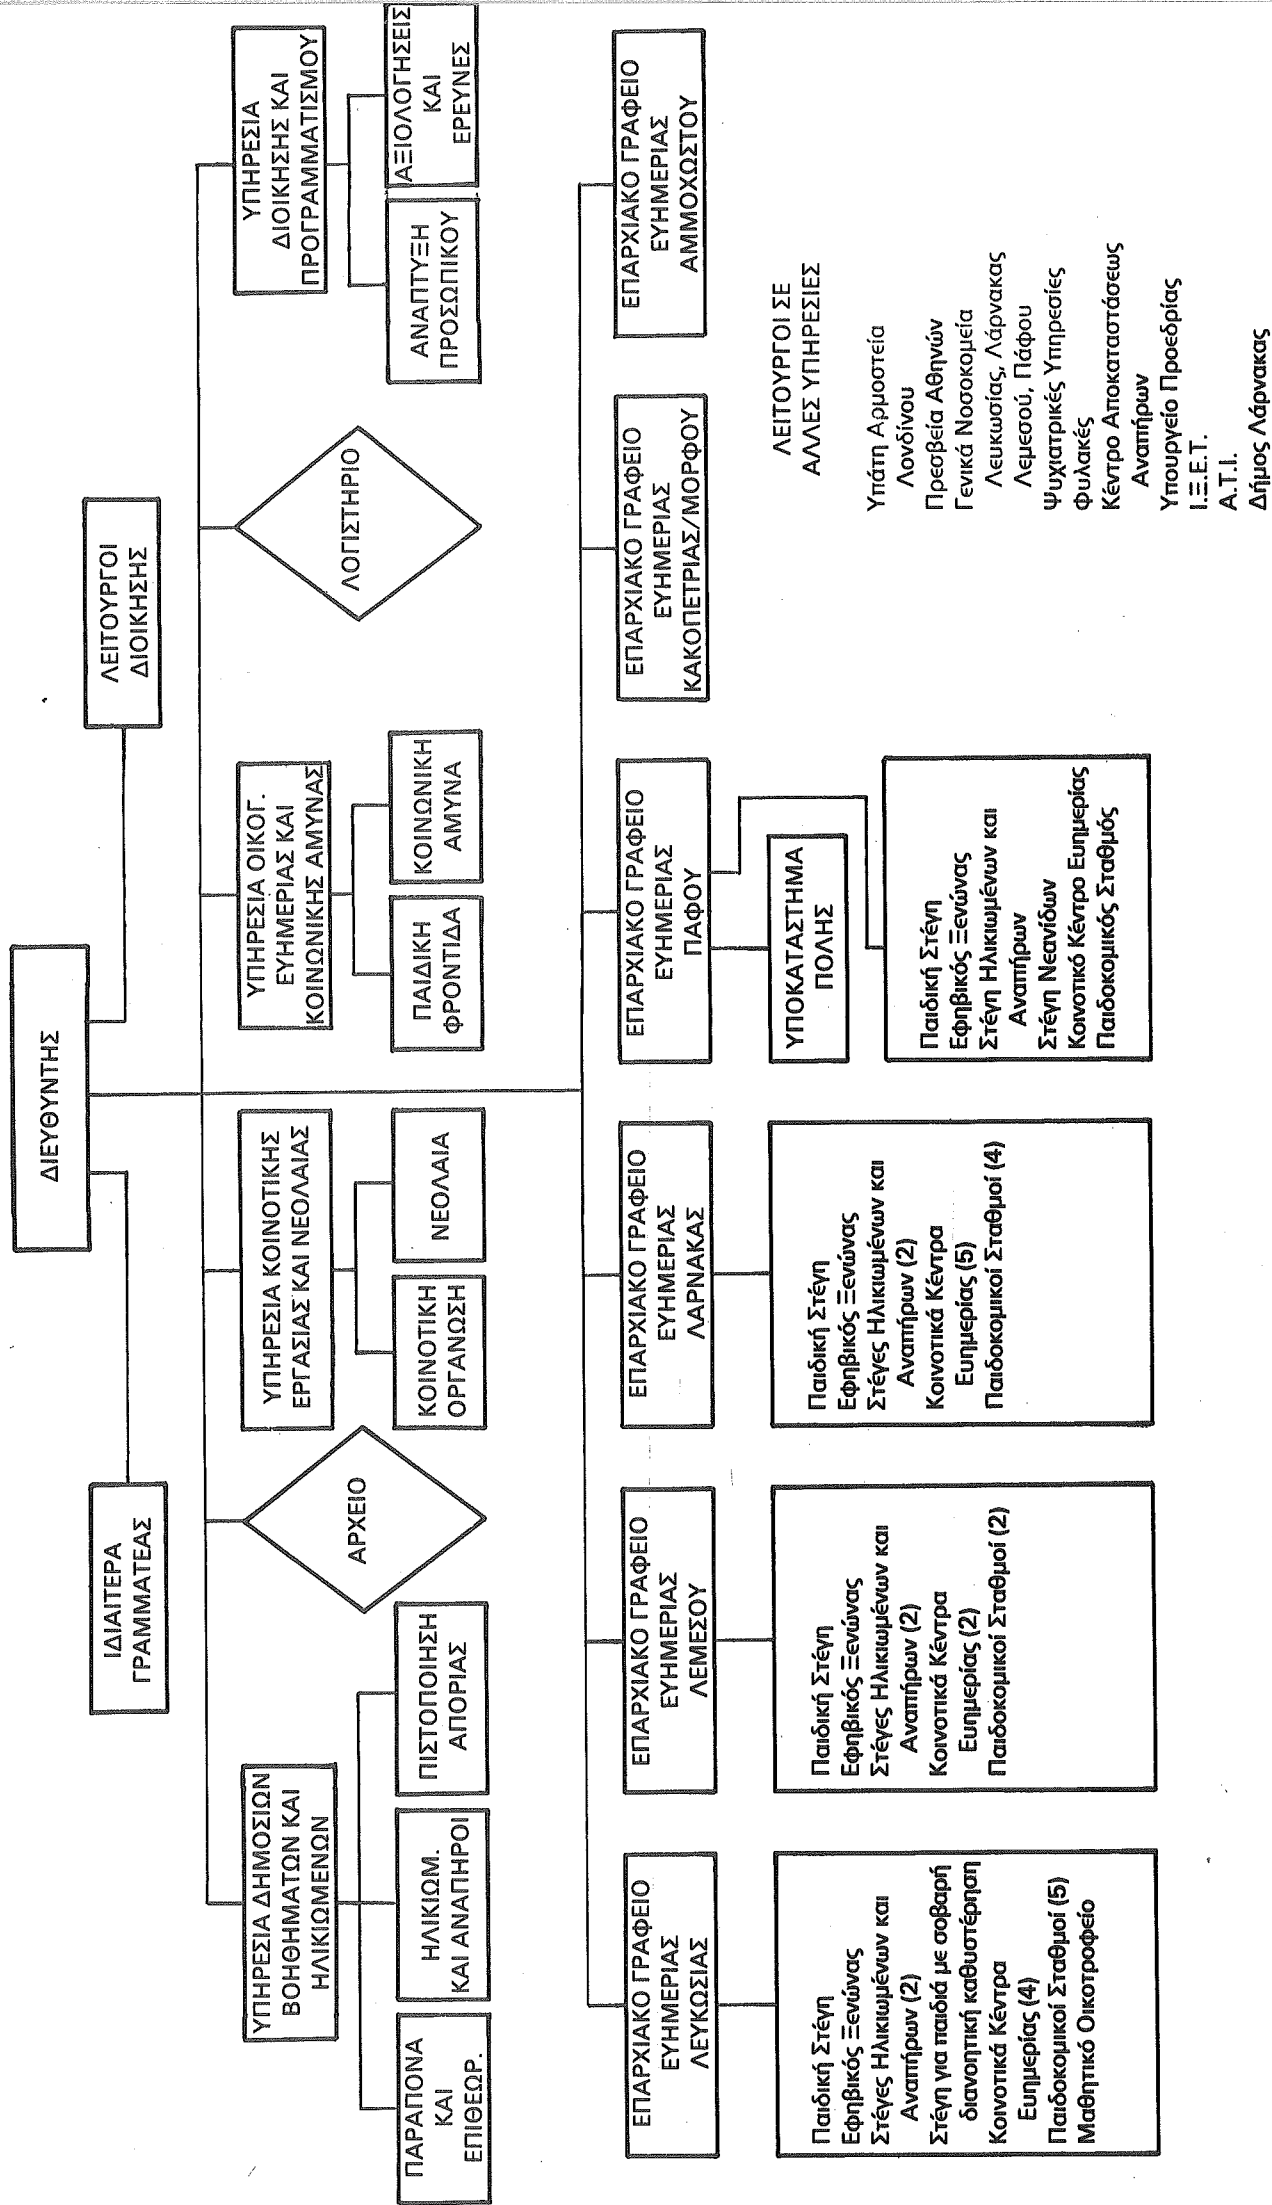 ΔΙΕΥΘΥΝΤΗΣ
ΙΔΙΑΙΤΕΡΑ
ΓΡΑΜΜΑΤΕΑΣ
ΛΕΙΤΟΥΡΓΟΙ
ΔΙΟΙΚΗΣΗΣ
ΥΠΗΡΕΣΙΑ ΔΗΜΟΣΙΩΝ
ΒΟΗΘΗΜΑΤΩΝ ΚΑΙ
ΗΛΙΚΙΩΜΕΝΩΝ
ΑΡΧΕΙΟ
ΥΠΗΡΕΣΙΑ ΚΟΙΝΟΤΙΚΗΣ
ΕΡΓΑΣΙΑΣ ΚΑΙ ΝΕΟΛΑΙΑΣ
ΥΠΗΡΕΣΙΑ ΟΙΚΟΓ.
ΕΥΗΜΕΡΙΑΣ ΚΑΙ
ΚΟΙΝΩΝΙΚΗΣ ΑΜΥΝΑΣ
ΛΟΓΙΣΤΗΡΙΟ
ΥΠΗΡΕΣΙΑ
ΔΙΟΙΚΗΣΗΣ ΚΑΙ
ΠΡΟΓΡΑΜΜΑΤΙΣΜΟΥ
ΠΑΡΑΠΟΝΑ
ΚΑΙ
ΕΠΙΘΕΩΡ.
ΗΛΙΚΙΩΜ.
ΚΑΙ ΑΝΑΠΗΡΟΙ
ΠΙΣΤΟΠΟΙΗΣΗ
ΑΠΟΡΙΑΣ
ΚΟΙΝΟΤΙΚΗ
ΟΡΓΑΝΩΣΗ
ΝΕΟΛΑΙΑ
ΠΑΙΔΙΚΗ
ΦΡΟΝΤΙΔΑ
ΚΟΙΝΩΝΙΚΗ
ΑΜΥΝΑ
ΑΝΑΠΤΥΞΗ
ΠΡΟΣΩΠΙΚΟΥ
ΑΞΙΟΛΟΓΗΣΕΙΣ
ΚΑΙ
ΕΡΕΥΝΕΣ
ΕΠΑΡΧΙΑΚΟ ΓΡΑΦΕΙΟ
ΕΥΗΜΕΡΙΑΣ
ΛΕΥΚΩΣΙΑΣ
ΕΠΑΡΧΙΑΚΟ ΓΡΑΦΕΙΟ
ΕΥΗΜΕΡΙΑΣ
ΛΕΜΕΣΟΥ
ΕΠΑΡΧΙΑΚΟ ΓΡΑΦΕΙΟ
ΕΥΗΜΕΡΙΑΣ
ΛΑΡΝΑΚΑΣ
ΕΠΑΡΧΙΑΚΟ ΓΡΑΦΕΙΟ
ΕΥΗΜΕΡΙΑΣ
ΠΑΦΟΥ
ΕΠΑΡΧΙΑΚΟ ΓΡΑΦΕΙΟ
ΕΥΗΜΕΡΙΑΣ
ΚΑΚΟΠΕΤΡΙΑΣ/ΜΟΡΦΟΥ
ΕΠΑΡΧΙΑΚΟ ΓΡΑΦΕΙΟ
ΕΥΗΜΕΡΙΑΣ
ΑΜΜΟΧΩΣΤΟΥ
Παιδική Στέγη
Εφηβικός Ξενώνας
Στέγες Ηλικιωμένων και
Αναπήρων (2)
Στέγη για παιδιά με σοβαρή
διανοητική καθυστέρηση
Κοινοτικά Κέντρα
Ευημερίας (4)
Παιδοκομικοί Σταθμοί (5)
Μαθητικό Οικοτροφείο
Παιδική Στέγη
Εφηβικός Ξενώνας
Στέγες Ηλικιωμένων και
Αναπήρων (2)
Κοινοτικά Κέντρα
Ευημερίας (2)
Παιδοκομικοί Σταθμοί (2)
Παιδική Στέγη
Εφηβικός Ξενώνας
Στέγες Ηλικιωμένων και
Αναπήρων (2)
Κοινοτικά Κέντρα
Ευημερίας (5)
Παιδοκομικοί Σταθμοί (4)
ΥΠΟΚΑΤΑΣΤΗΜΑ
ΠΟΛΗΣ
Παιδική Στέγη
Εφηβικός Ξενώνας
Στέγη Ηλικιωμένων και
Αναπήρων
Στέγη Νεανίδων
Κοινοτικό Κέντρο Ευημερίας
Παιδοκομικός Σταθμός
ΛΕΙΤΟΥΡΓΟΙ ΣΕ
ΑΛΛΕΣ ΥΠΗΡΕΣΙΕΣ
Υπάτη Αρμοστεία
Λονδίνου
Πρεσβεία Αθηνών
Γενικά Νοσοκομεία
Λευκωσίας, Λάρνακας
Λεμεσού, Πάφου
Ψυχιατρικές Υπηρεσίες
Φυλακές
Κέντρο Αποκαταστάσεως
Αναπήρων
Υπουργείο Προεδρίας
Ι.Ξ.Ε.Τ.
Α.Τ.Ι.
Δήμος Λάρνακας